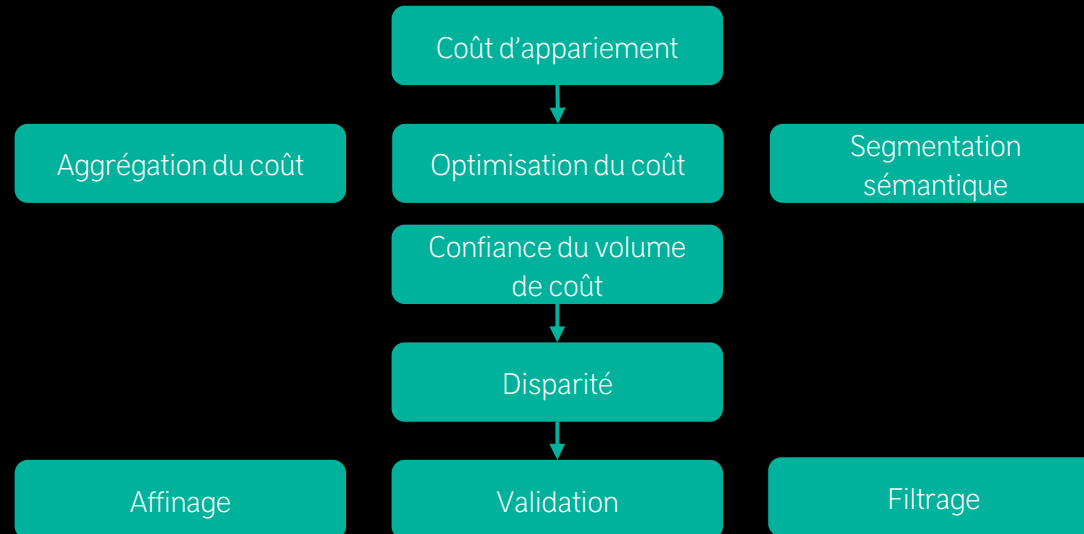 Coût d’appariement
Aggrégation du coût
Optimisation du coût
Segmentation
sémantique
Confiance du volume
de coût
Disparité
Affinage
Validation
Filtrage